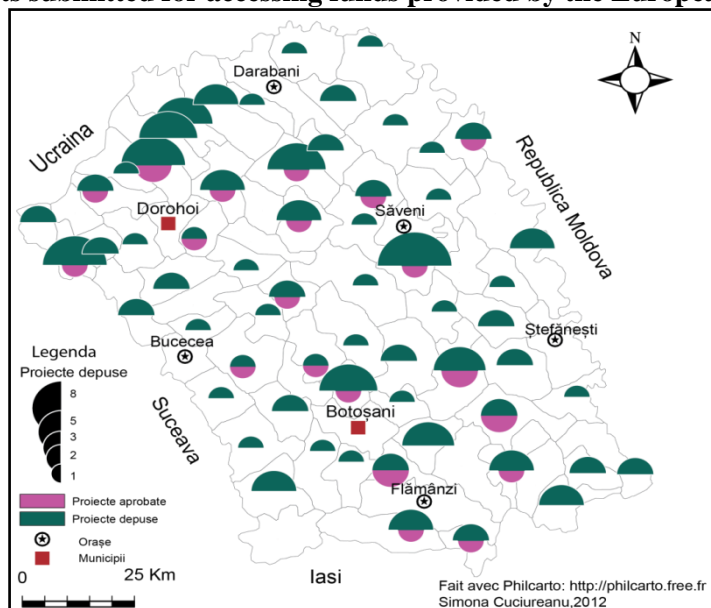 ts submitted for accessing funds provided by the Europe
N
Darabani
Ucraina
Republica Moldova
Dorohoi
Săveni
Ștefănești
Bucecea
Legenda
Proiecte depuse
8
5
3
2
1
Suceava
Botoșani
Flămânzi
Proiecte aprobate
Proiecte depuse
Orașe
Municipii
0 25 Km
Iasi
Fait avec Philcarto: http://philcarto.free.fr
Simona Cuciureanu,2012